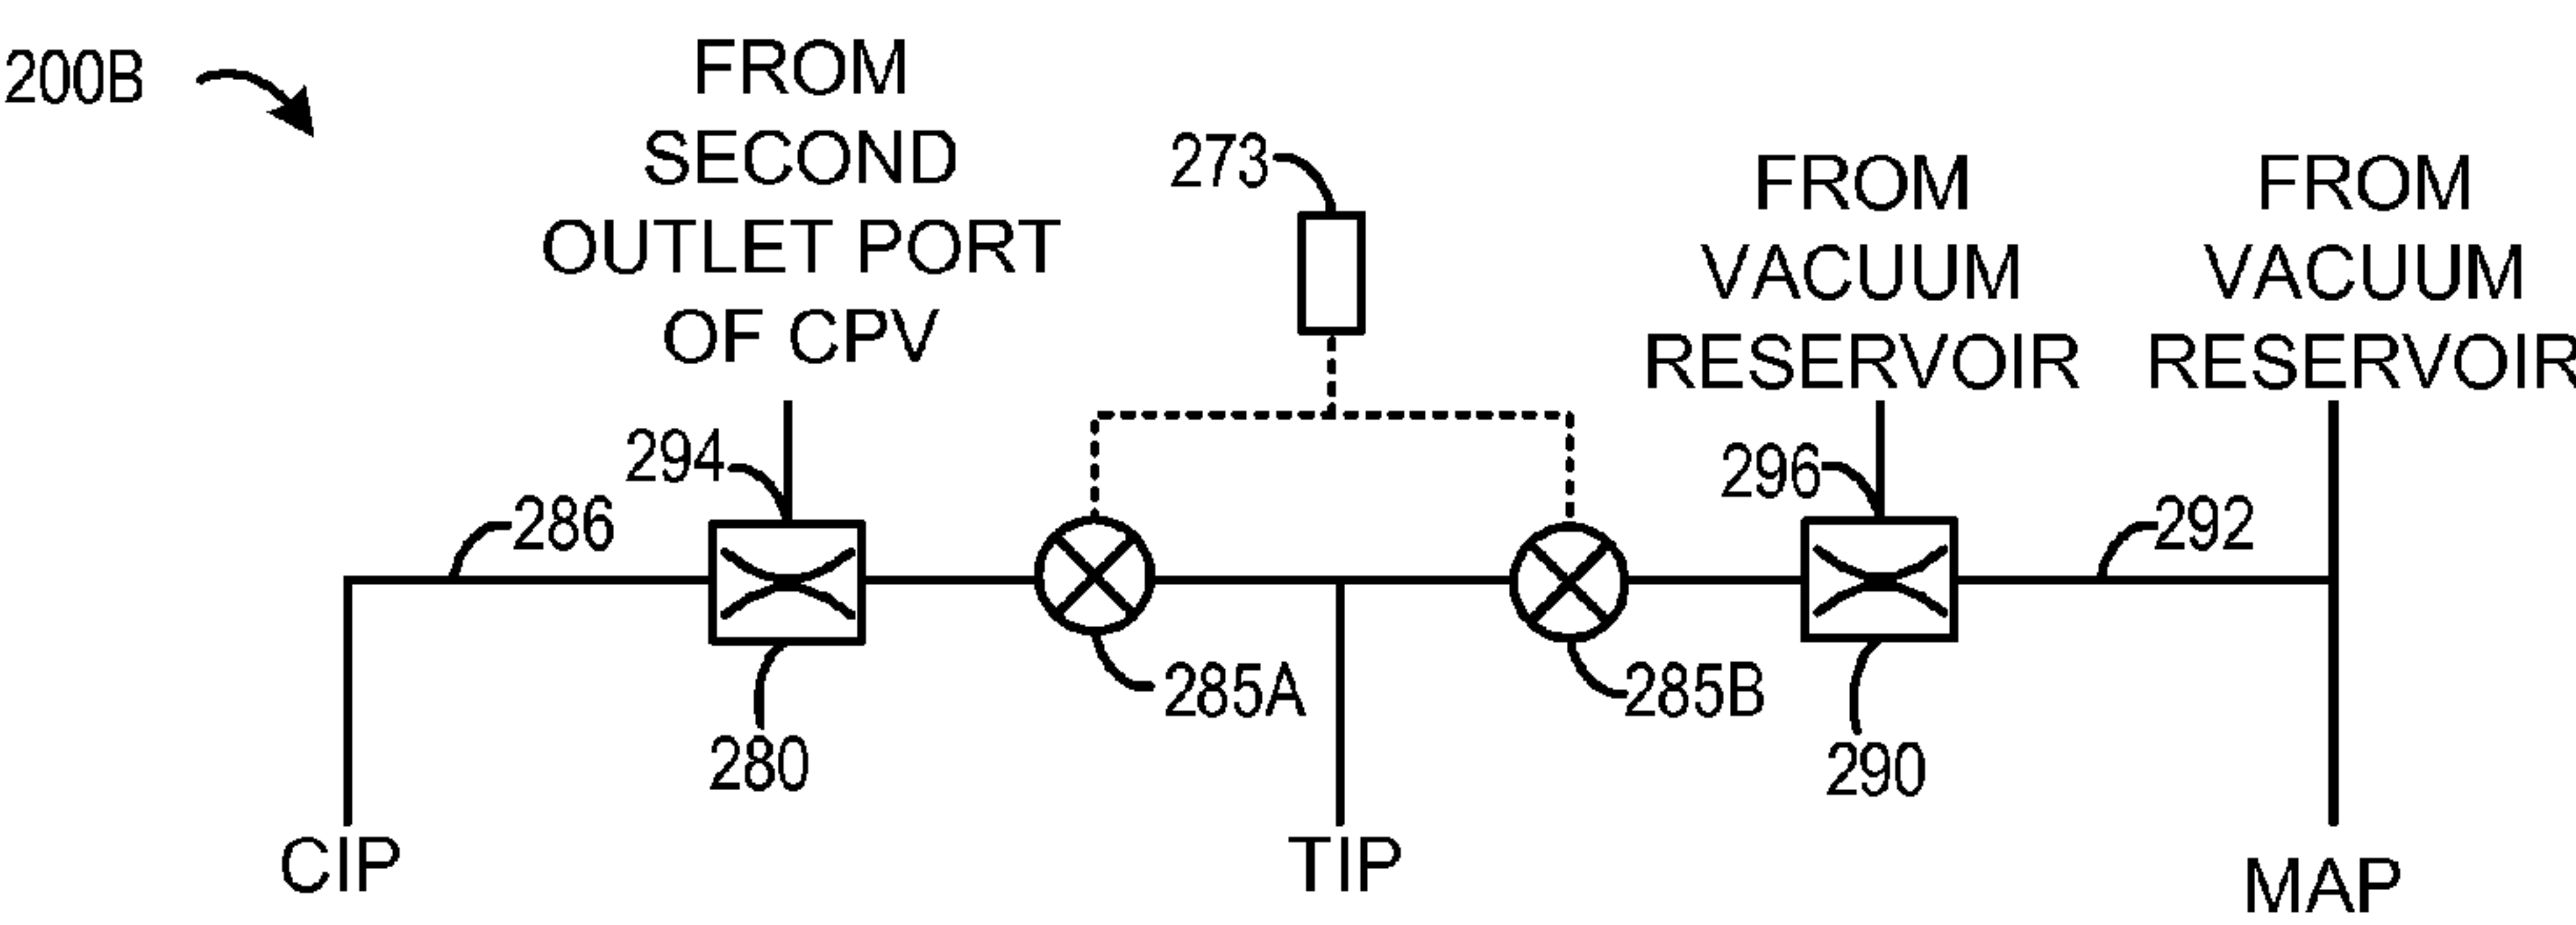 200B
FROM
SECOND
OUTLET PORT
OF CPV
273
FROM
VACUUM
RESERVOIR
FROM
VACUUM
RESERVOIR
294
296
286
292
285A
285B
280
290
CIP
TIP
MAP